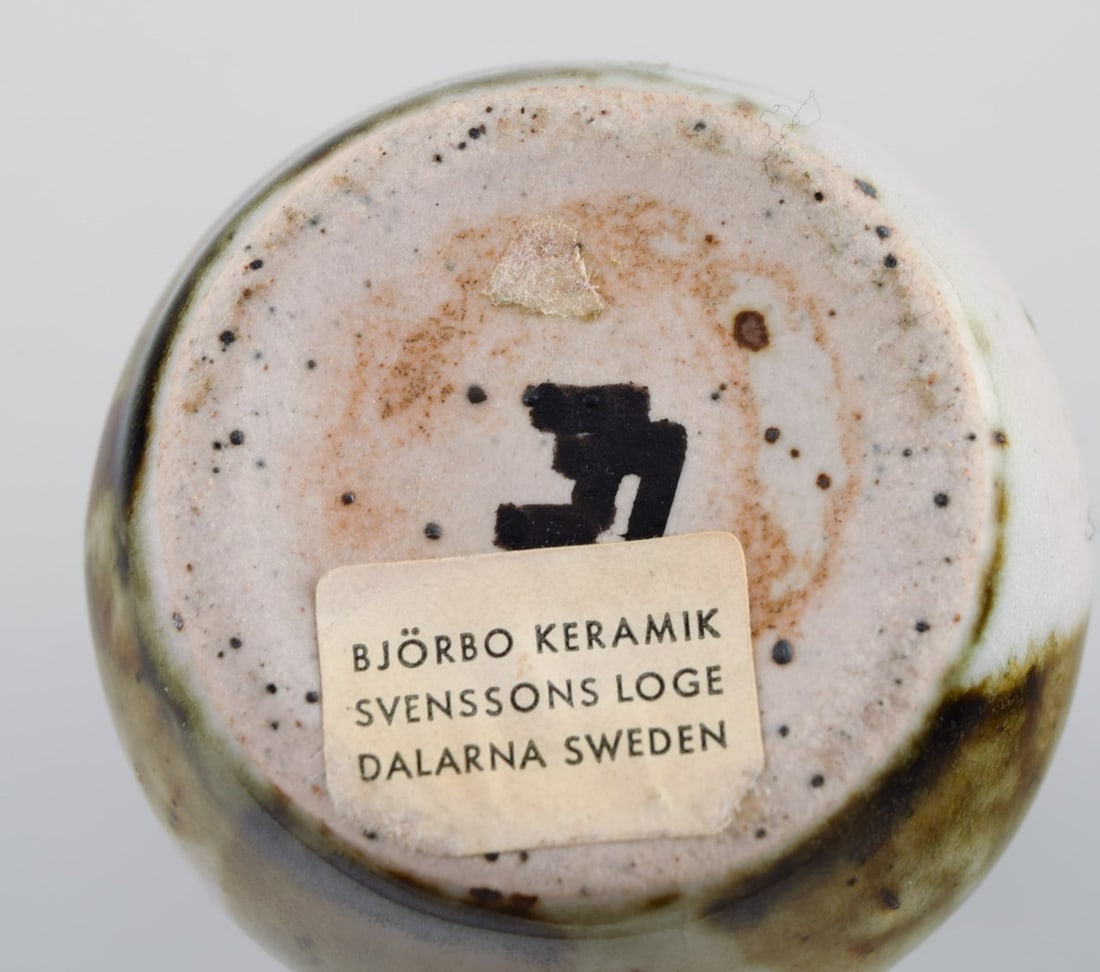 BJÖRBO KERAMIK
SVENSSONS LOGE
DALARNA SWEDEN